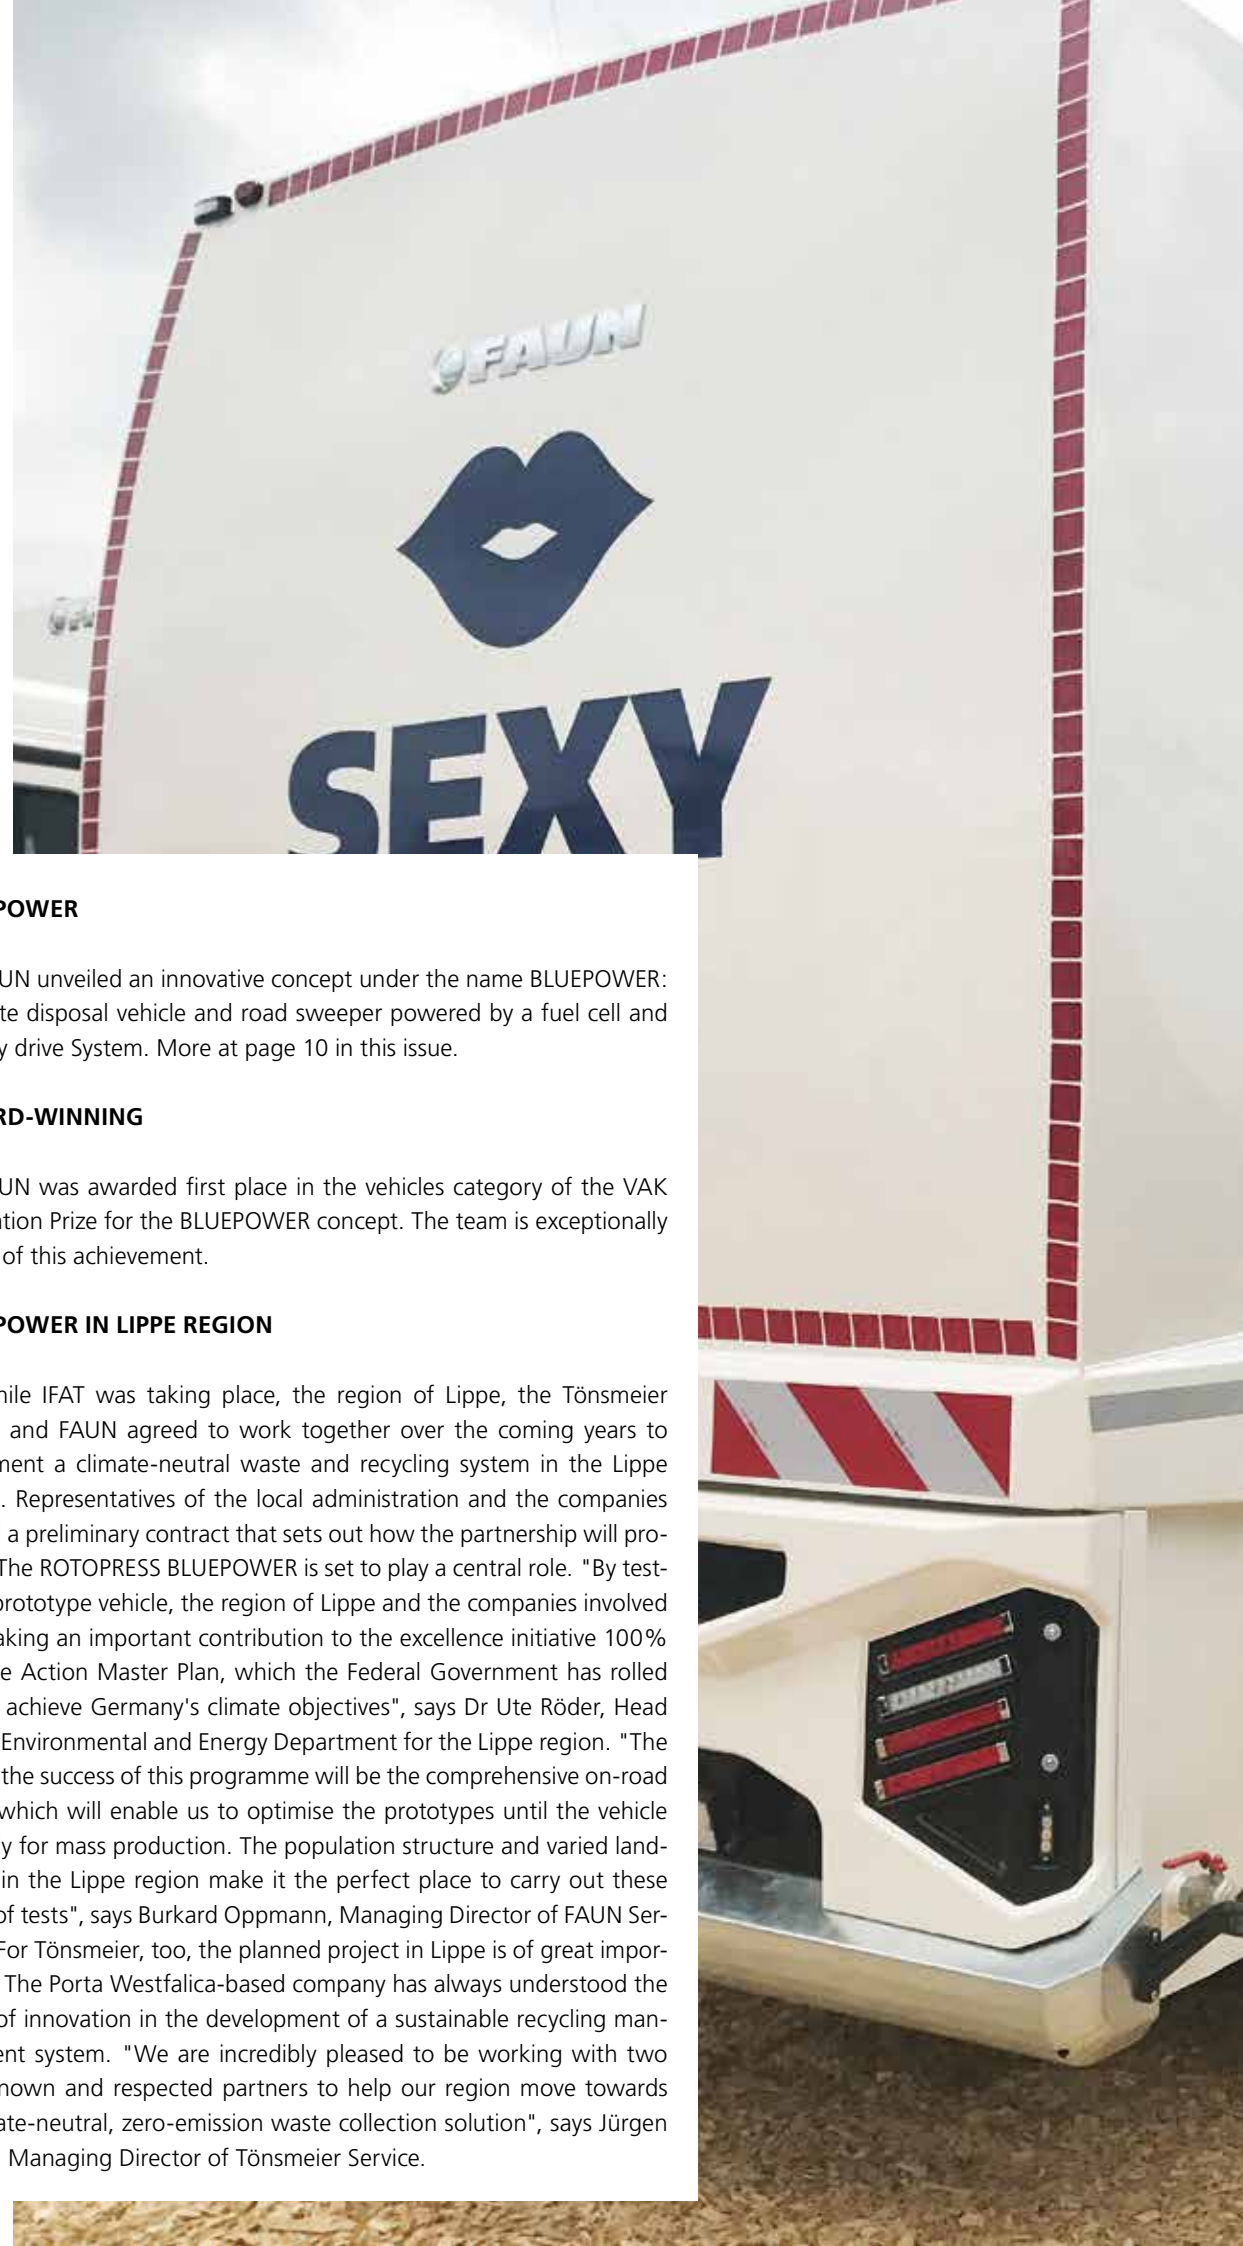 FAUN
SEXY
POWER
UN unveiled an innovative concept under the name BLUEPOWER:
te disposal vehicle and road sweeper powered by a fuel cell and
y drive System. More at page 10 in this issue.
RD-WINNING
UN was awarded first place in the vehicles category of the VAK
ation Prize for the BLUEPOWER concept. The team is exceptionally
of this achievement.
POWER IN LIPPE REGION
hile IFAT was taking place, the region of Lippe, the Tönsmeier
and FAUN agreed to work together over the coming years to
ment a climate-neutral waste and recycling system in the Lippe
. Representatives of the local administration and the companies
a preliminary contract that sets out how the partnership will pro-
The ROTOPRESS BLUEPOWER is set to play a central role. "By test-
prototype vehicle, the region of Lippe and the companies involved
aking an important contribution to the excellence initiative 100%
e Action Master Plan, which the Federal Government has rolled
achieve Germany's climate objectives", says Dr Ute Röder, Head
Environmental and Energy Department for the Lippe region. "The
the success of this programme will be the comprehensive on-road
which will enable us to optimise the prototypes until the vehicle
y for mass production. The population structure and varied land-
in the Lippe region make it the perfect place to carry out these
of tests", says Burkard Oppmann, Managing Director of FAUN Ser-
For Tönsmeier, too, the planned project in Lippe is of great impor-
The Porta Westfalica-based company has always understood the
of innovation in the development of a sustainable recycling man-
ent system. "We are incredibly pleased to be working with two
nown and respected partners to help our region move towards
ate-neutral, zero-emission waste collection solution", says Jürgen
Managing Director of Tönsmeier Service.